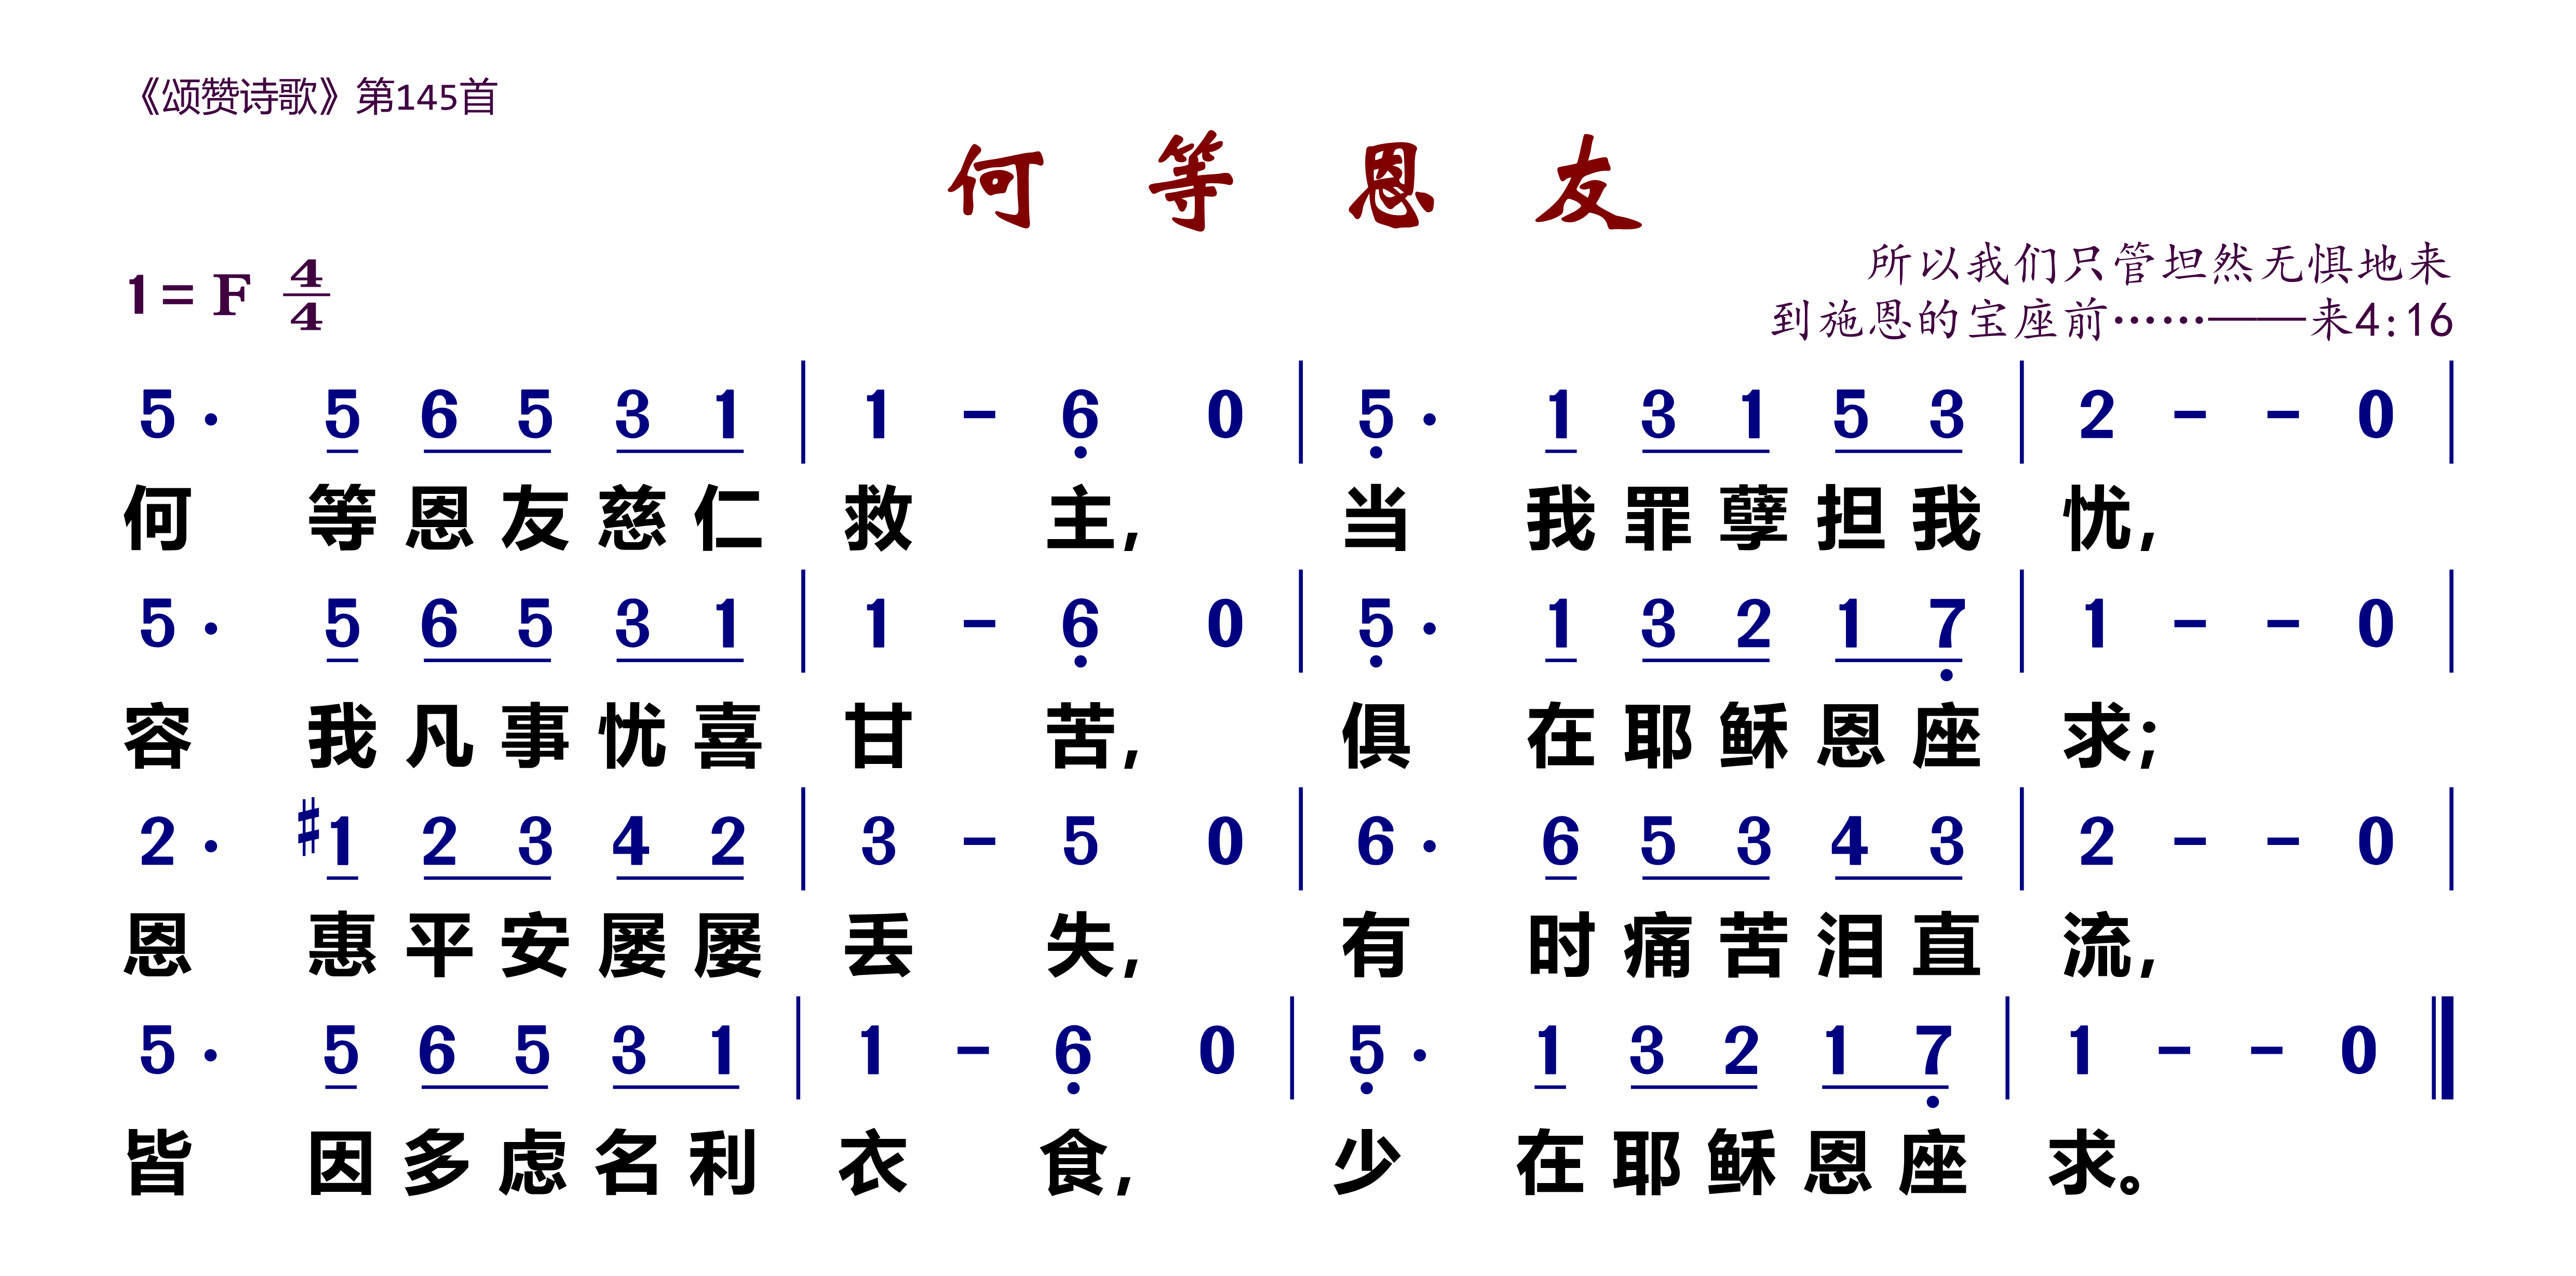 《颂赞诗歌》第145首
何 等 恩 友
所以我们只管坦然无惧地来
1= F 4/4
到施恩的宝座前……——来4:16
5 · 5 6 5 3 1 | 1 - 6̣ 0 | 5̣ · 1 3 1 5 3 | 2 - - 0 |
何 等 恩 友 慈 仁 救 主, 当 我 罪 孽 担 我 忧,
5 · 5 6 5 3 1 | 1 - 6̣ 0 | 5̣ · 1 3 2 1 7̣ | 1 - - 0 |
容 我 凡 事 忧 喜 甘 苦, 俱 在 耶 稣 恩 座 求;
2 · #1 2 3 4 2 | 3 - 5 0 | 6 · 6 5 3 4 3 | 2 - - 0 |
恩 惠 平 安 屡 屡 丢 失, 有 时 痛 苦 泪 直 流,
5 · 5 6 5 3 1 | 1 - 6̣ 0 | 5̣ · 1 3 2 1 7̣ | 1 - - 0 ‖
皆 因 多 虑 名 利 衣 食, 少 在 耶 稣 恩 座 求。